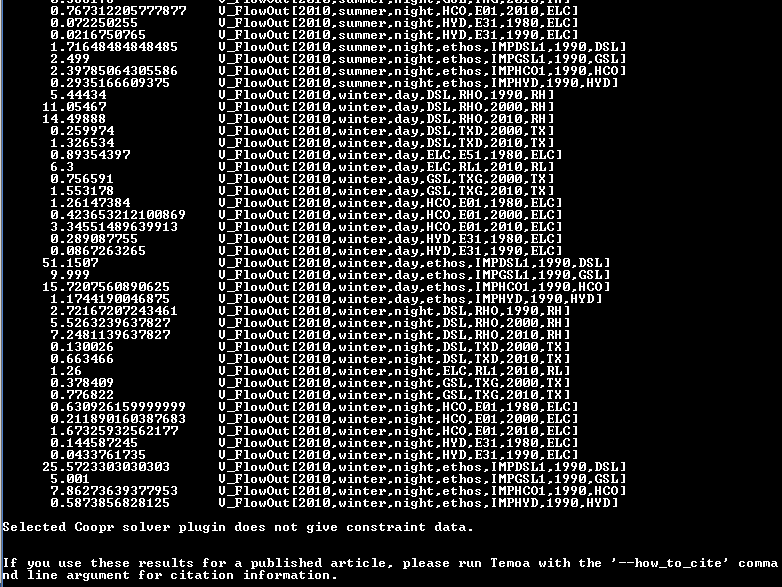 0.767312205777877 V_FlowOut[2010,summer,night,HCO,E01,2010,ELC]
0.072250255 V_FlowOut[2010,summer,night,HYD,E31,1980,ELC]
0.0216750765 V_FlowOut[2010,summer,night,HYD,E31,1990,ELC]
1.71648484848485 V_FlowOut[2010,summer,night,ethos,IMPDSL1,1990,DSL]
2.499 V_FlowOut[2010,summer,night,ethos,IMPGSL1,1990,GSL]
2.39785064305586 V_FlowOut[2010,summer,night,ethos,IMPHCO1,1990,HCO]
0.2935166609375 V_FlowOut[2010,summer,night,ethos,IMPHYD,1990,HYD]
5.44434 V_FlowOut[2010,winter,day,DSL,RHO,1990,RH]
11.05467 V_FlowOut[2010,winter,day,DSL,RHO,2000,RH]
14.49888 V_FlowOut[2010,winter,day,DSL,RHO,2010,RH]
0.259974 V_FlowOut[2010,winter,day,DSL,TXD,2000,TX]
1.326534 V_FlowOut[2010,winter,day,DSL,TXD,2010,TX]
0.89354397 V_FlowOut[2010,winter,day,ELC,E51,1980,ELC]
6.3 V_FlowOut[2010,winter,day,ELC,RL1,2010,RL]
0.756591 V_FlowOut[2010,winter,day,GSL,TXG,2000,TX]
1.553178 V_FlowOut[2010,winter,day,GSL,TXG,2010,TX]
1.26147384 V_FlowOut[2010,winter,day,HCO,E01,1980,ELC]
0.423653212100869 V_FlowOut[2010,winter,day,HCO,E01,2000,ELC]
3.34551489639913 V_FlowOut[2010,winter,day,HCO,E01,2010,ELC]
0.289087755 V_FlowOut[2010,winter,day,HYD,E31,1980,ELC]
0.0867263265 V_FlowOut[2010,winter,day,HYD,E31,1990,ELC]
51.1507 V_FlowOut[2010,winter,day,ethos,IMPDSL1,1990,DSL]
9.999 V_FlowOut[2010,winter,day,ethos,IMPGSL1,1990,GSL]
15.7207560890625 V_FlowOut[2010,winter,day,ethos,IMPHCO1,1990,HCO]
1.1744190046875 V_FlowOut[2010,winter,day,ethos,IMPHYD,1990,HYD]
2.72167207243461 V_FlowOut[2010,winter,night,DSL,RHO,1990,RH]
5.5263239637827 V_FlowOut[2010,winter,night,DSL,RHO,2000,RH]
7.2481139637827 V_FlowOut[2010,winter,night,DSL,RHO,2010,RH]
0.130026 V_FlowOut[2010,winter,night,DSL,TXD,2000,TX]
0.663466 V_FlowOut[2010,winter,night,DSL,TXD,2010,TX]
1.26 V_FlowOut[2010,winter,night,ELC,RL1,2010,RL]
0.378409 V_FlowOut[2010,winter,night,GSL,TXG,2000,TX]
0.776822 V_FlowOut[2010,winter,night,GSL,TXG,2010,TX]
0.630926159999999 V_FlowOut[2010,winter,night,HCO,E01,1980,ELC]
0.211890160387683 V_FlowOut[2010,winter,night,HCO,E01,2000,ELC]
1.67325932562177 V_FlowOut[2010,winter,night,HCO,E01,2010,ELC]
0.144587245 V_FlowOut[2010,winter,night,HYD,E31,1980,ELC]
0.0433761735 V_FlowOut[2010,winter,night,HYD,E31,1990,ELC]
25.5723303030303 V_FlowOut[2010,winter,night,ethos,IMPDSL1,1990,DSL]
5.001 V_FlowOut[2010,winter,night,ethos,IMPGSL1,1990,GSL]
7.86273639377953 V_FlowOut[2010,winter,night,ethos,IMPHCO1,1990,HCO]
0.5873856828125 V_FlowOut[2010,winter,night,ethos,IMPHYD,1990,HYD]
Selected Coopr solver plugin does not give constraint data.
If you use these results for a published article, please run Temoa with the '--how_to_cite' comma
nd line argument for citation information.